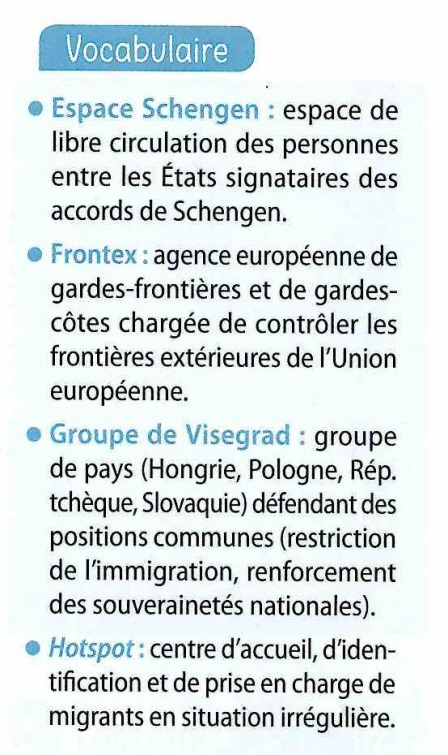 Vocabulaire
• Espace Schengen : espace de
libre circulation des personnes
entre les États signataires des
accords de Schengen.
• Frontex : agence européenne de
gardes-frontières et de gardes-
côtes chargée de contrôler les
frontières extérieures de l'Union
européenne.
• Groupe de Visegrad : groupe
de pays (Hongrie, Pologne, Rép.
tchèque, Slovaquie) défendant des
positions communes (restriction
de l'immigration, renforcement
des souverainetés nationales).
• Hotspot : centre d'accueil, d'iden-
tification et de prise en charge de
migrants en situation irrégulière.